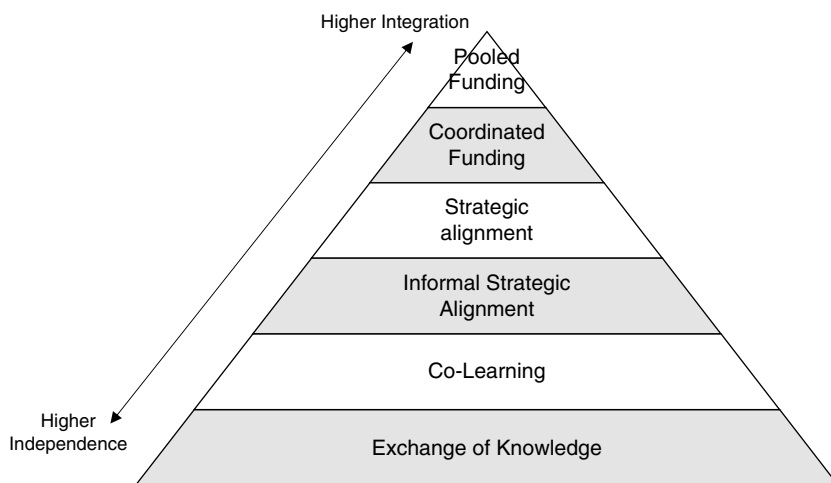 Higher Integration
Pooled
Funding
Coordinated
Funding
Strategic
alignment
Informal Strategic
Alignment
Co-Learning
Higher
Independence
Exchange of Knowledge